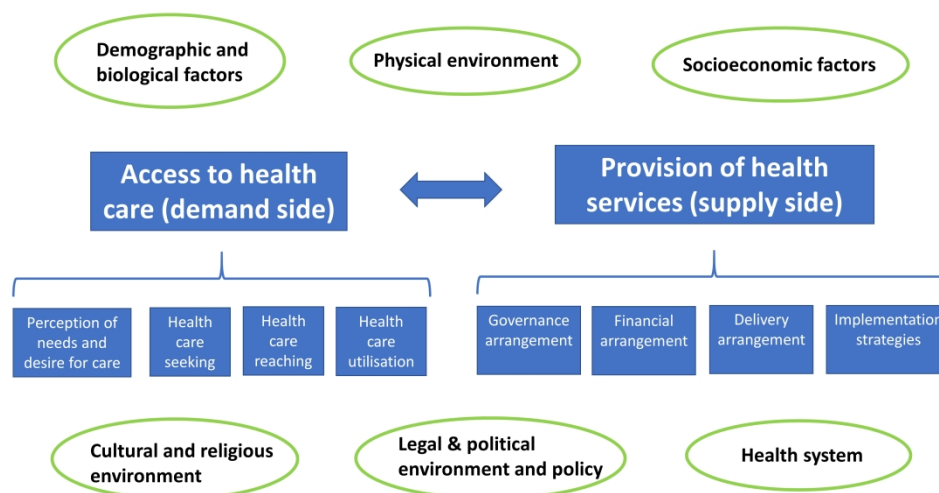 Demographic and
biological factors
Physical environment
Socioeconomic factors
Access to health
care (demand side)
Provision of health
services (supply side)
Perception of
needs and
desire for care
Health
care
seeking
Health
care
reaching
Health
care
utilisation
Governance
arrangement
Financial
arrangement
Delivery
arrangement
Implementation
strategies
Cultural and religious
environment
Legal & political
environment and policy
Health system